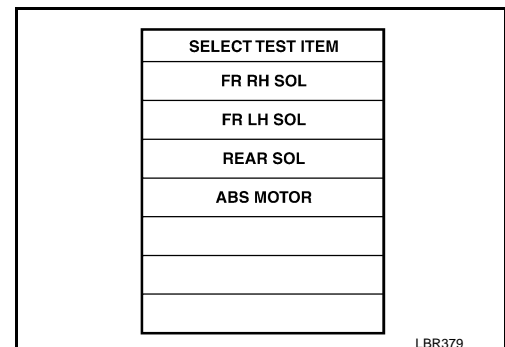 SELECT TEST ITEM
FR RH SOL
FR LH SOL
REAR SOL
ABS MOTOR
LBR379